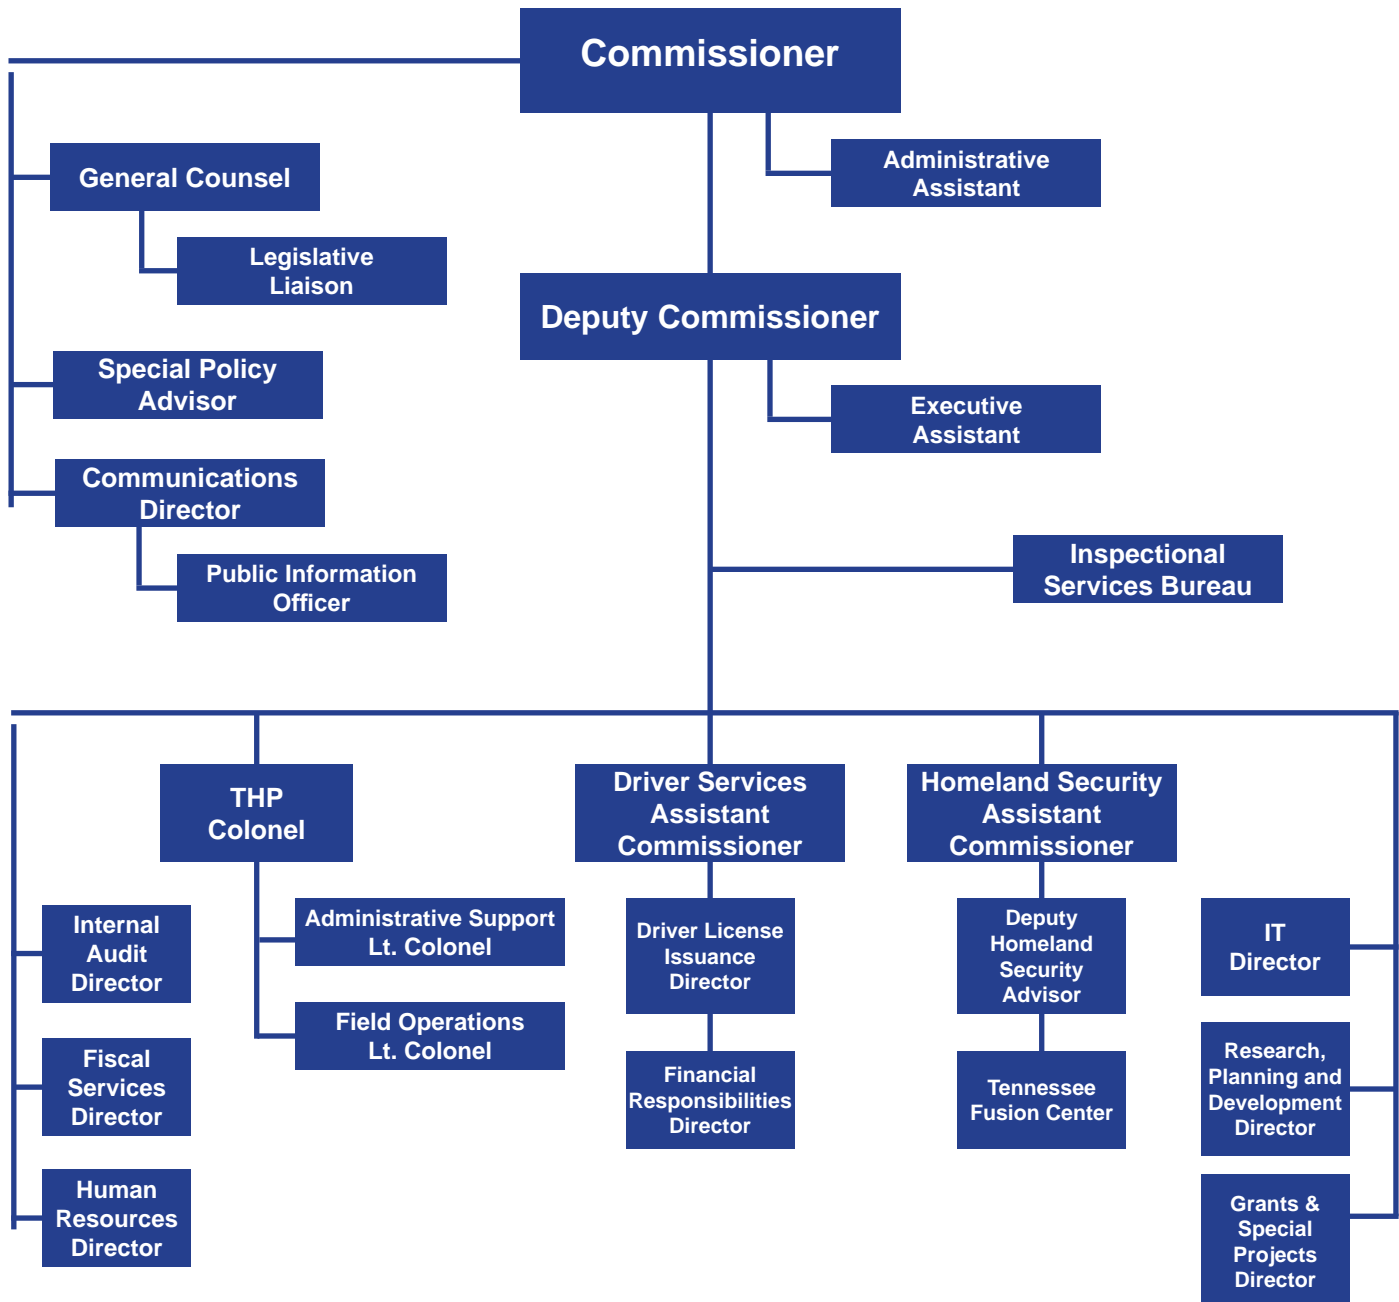 Commissioner
Administrative
Assistant
General Counsel
Legislative
Liaison
Deputy Commissioner
Special Policy
Advisor
Executive
Assistant
Communications
Director
Public Information
Officer
Inspectional
Services Bureau
THP
Colonel
Driver Services
Assistant
Commissioner
Homeland Security
Assistant
Commissioner
Internal
Audit
Director
Administrative Support
Lt. Colonel
Driver License
Issuance
Director
Deputy
Homeland
Security
Advisor
IT
Director
Fiscal
Services
Director
Field Operations
Lt. Colonel
Financial
Responsibilities
Director
Tennessee
Fusion Center
Research,
Planning and
Development
Director
Human
Resources
Director
Grants &
Special
Projects
Director